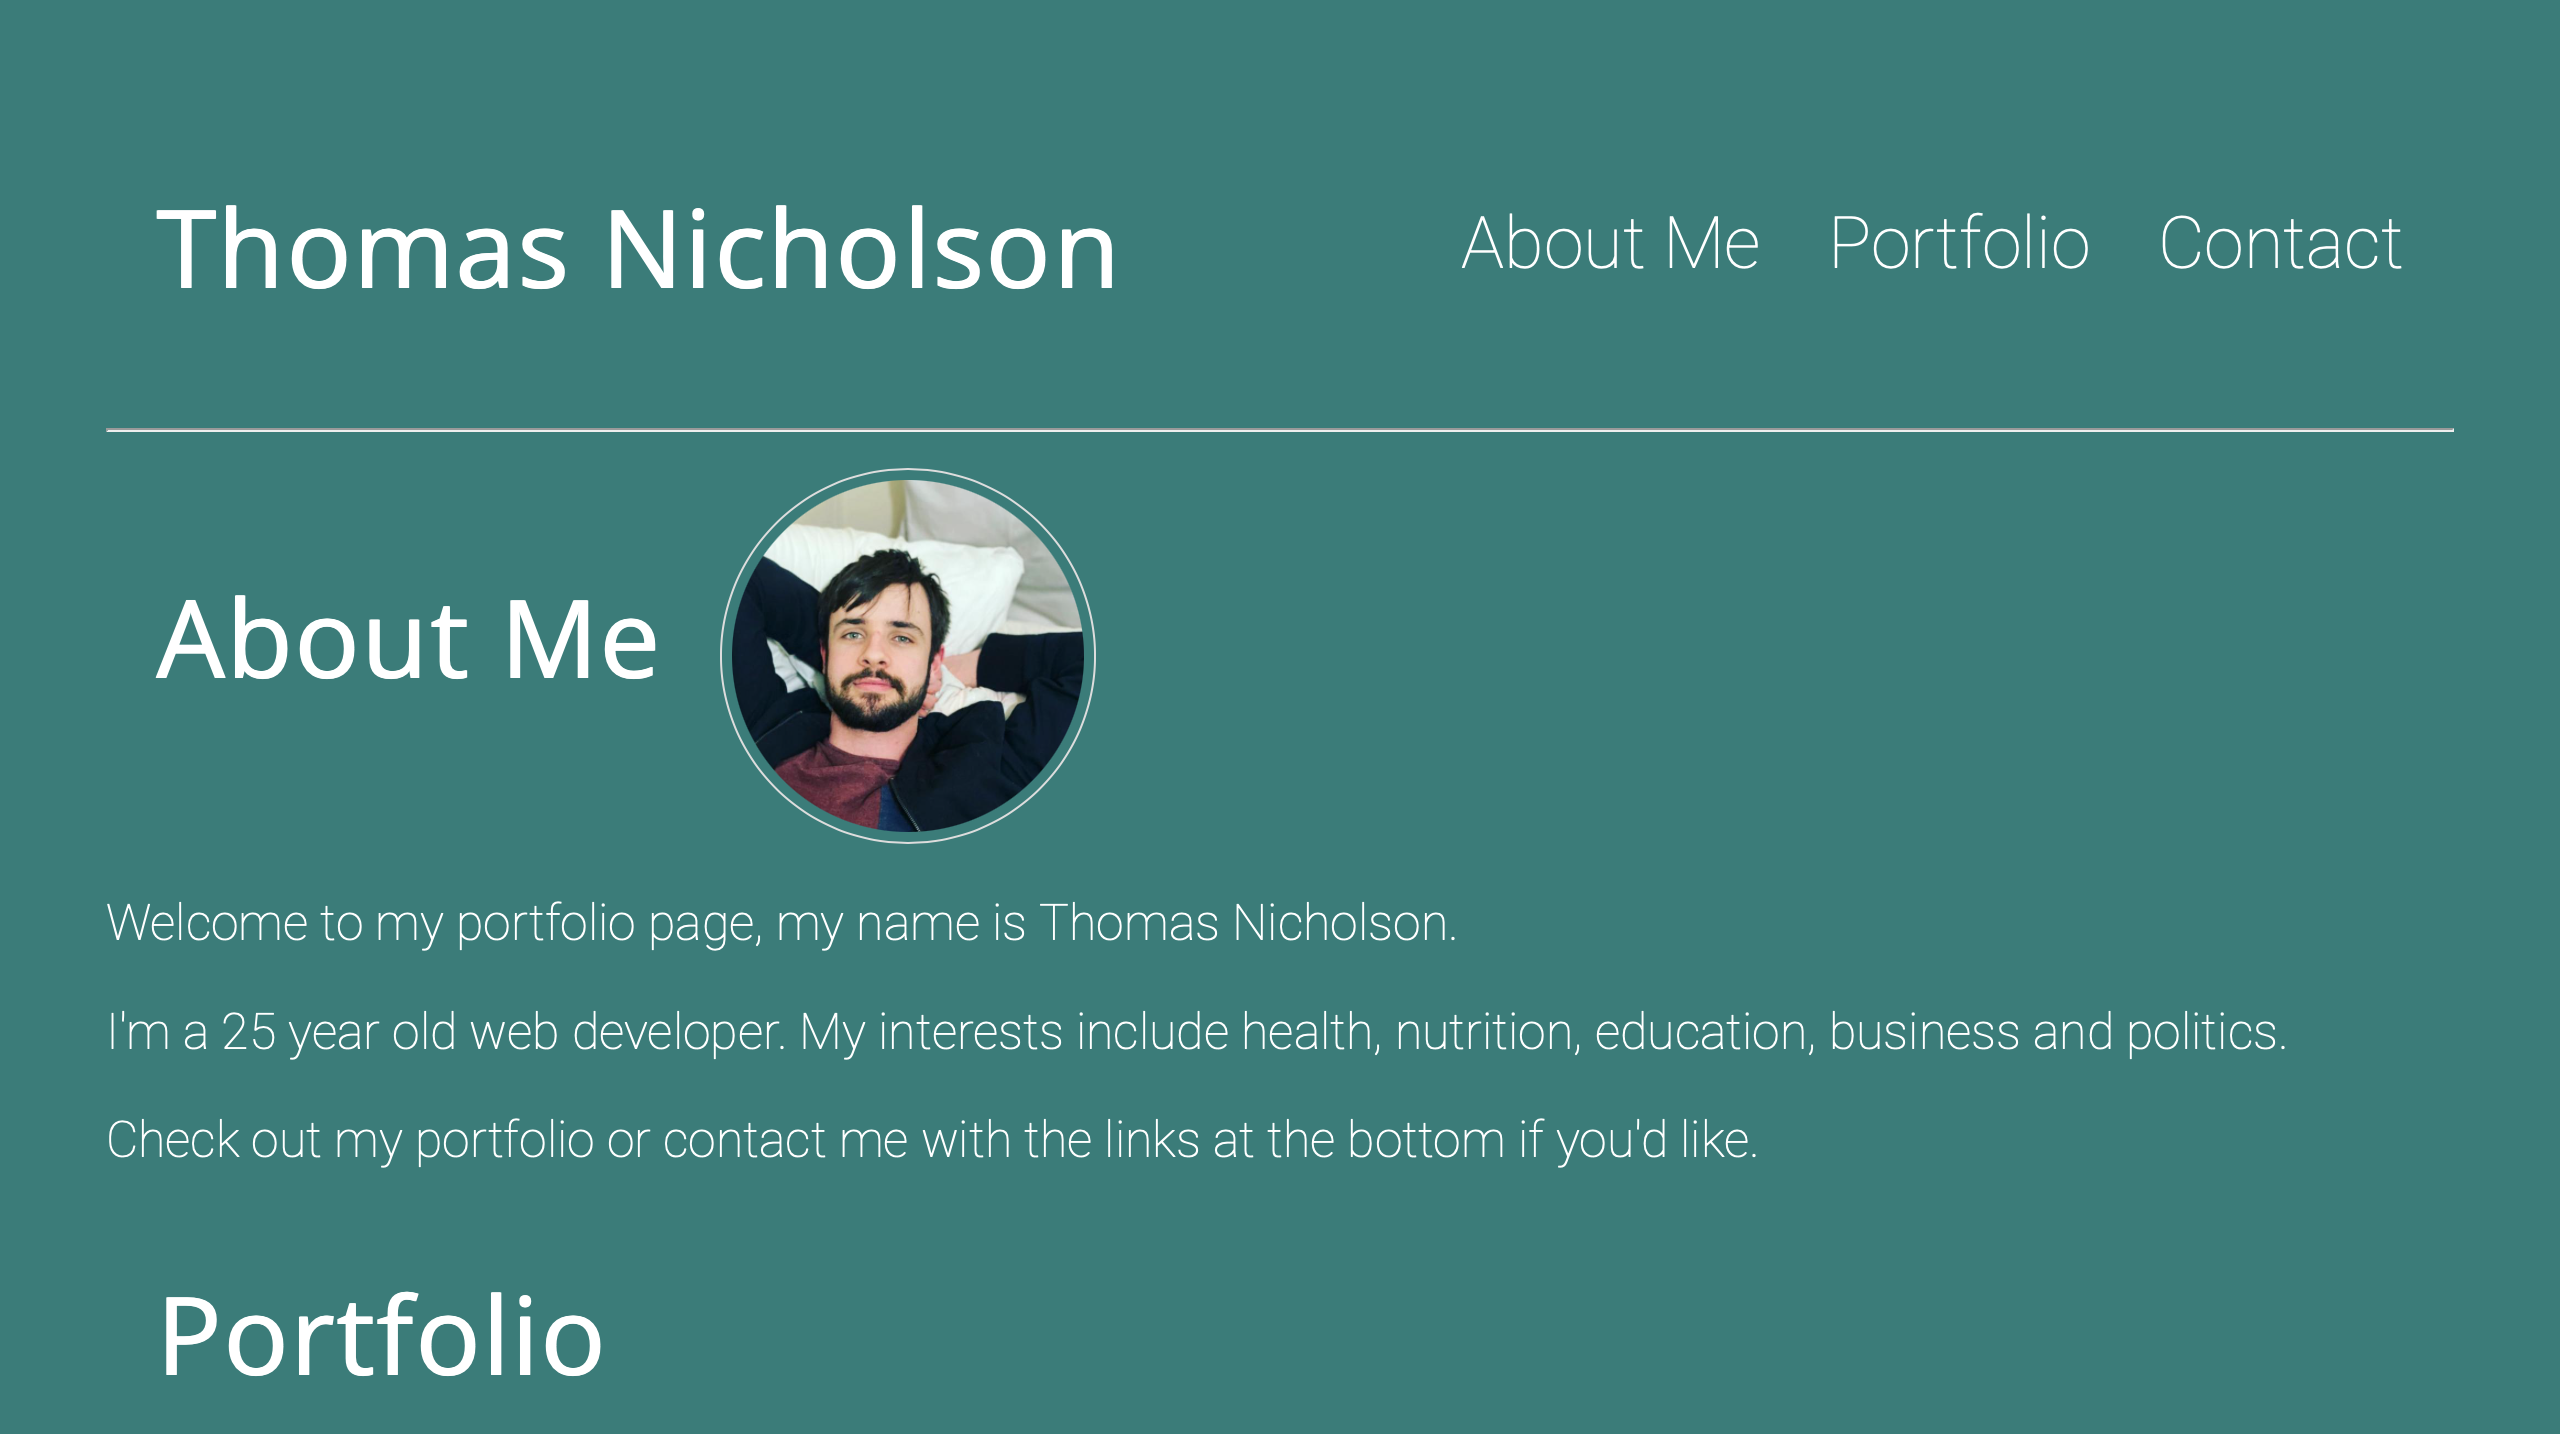 Thomas Nicholson
About Me Portfolio Contact
About Me
Welcome to my portfolio page, my name is Thomas Nicholson.
I'm a 25 year old web developer. My interests include health, nutrition, education, business and politics.
Check out my portfolio or contact me with the links at the bottom if you'd like.
Portfolio